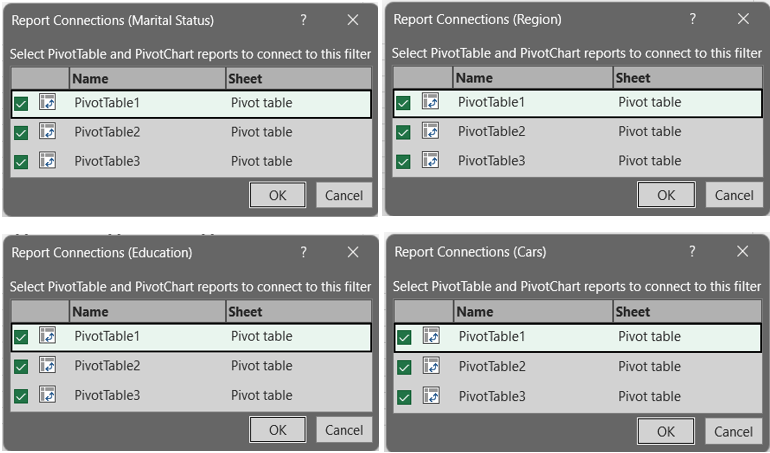 Report Connections (Marital Status) ?
Select PivotTable and PivotChart reports to connect to this filter
Name Sheet
PivotTable1 Pivot table
PivotTable2 Pivot table
PivotTable3 Pivot table
OK Cancel
Report Connections (Region) ?
Select PivotTable and PivotChart reports to connect to this filter
Name Sheet
PivotTable1 Pivot table
PivotTable2 Pivot table
PivotTable3 Pivot table
OK Cancel
Report Connections (Education) ?
Select PivotTable and PivotChart reports to connect to this filter
Name Sheet
PivotTable1 Pivot table
PivotTable2 Pivot table
PivotTable3 Pivot table
OK Cancel
Report Connections (Cars) ?
Select PivotTable and PivotChart reports to connect to this filter
Name Sheet
PivotTable1 Pivot table
PivotTable2 Pivot table
PivotTable3 Pivot table
OK Cancel